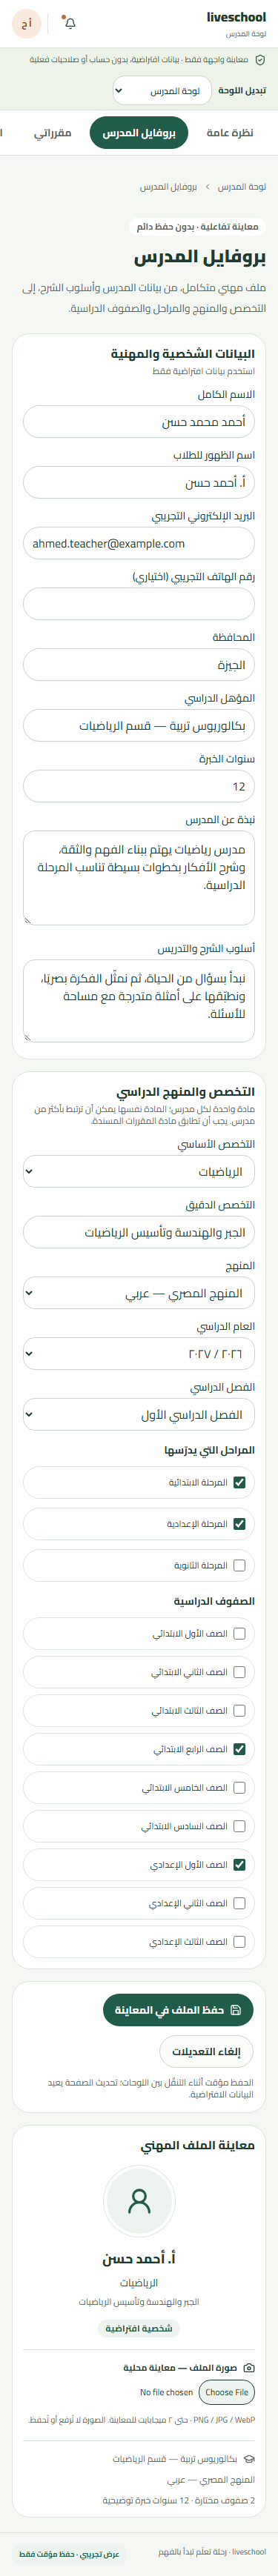 liveschool
لوحة المدرس
أ ج
معاينة واجهة فقط · بيانات افتراضية، بدون حساب أو صلاحيات فعلية
تبديل اللوحة
لوحة المدرس
نظرة عامة
بروفايل المدرس
مقرراتي
لوحة المدرس
بروفايل المدرس
معاينة تفاعلية · بدون حفظ دائم
بروفايل المدرس
ملف مهني متكامل، من بيانات المدرس وأسلوب الشرح، إلى
التخصص والمنهج والمراحل والصفوف الدراسية.
البيانات الشخصية والمهنية
استخدم بيانات افتراضية فقط
الاسم الكامل
أحمد محمد حسن
اسم الظهور للطلاب
أ. أحمد حسن
البريد الإلكتروني التجريبي
ahmed.teacher@example.com
رقم الهاتف التجريبي (اختياري)
المحافظة
الجيزة
المؤهل الدراسي
بكالوريوس تربية — قسم الرياضيات
سنوات الخبرة
12
نبذة عن المدرس
مدرس رياضيات يهتم ببناء الفهم والثقة،
وشرح الأفكار بخطوات بسيطة تناسب المرحلة
الدراسية.
أسلوب الشرح والتدريس
نبدأ بسؤال من الحياة، ثم نمثّل الفكرة بصريًا،
ونطبّقها على أمثلة متدرجة مع مساحة
للأسئلة.
التخصص والمنهج الدراسي
مادة واحدة لكل مدرس؛ المادة نفسها يمكن أن ترتبط بأكثر من
مدرس. يجب أن تطابق مادة المقررات المسندة.
التخصص الأساسي
الرياضيات
التخصص الدقيق
الجبر والهندسة وتأسيس الرياضيات
المنهج
المنهج المصري — عربي
العام الدراسي
٢٠٢٦ / ٢٠٢٧
الفصل الدراسي
الفصل الدراسي الأول
المراحل التي يدرّسها
المرحلة الابتدائية
المرحلة الإعدادية
المرحلة الثانوية
الصفوف الدراسية
الصف الأول الابتدائي
الصف الثاني الابتدائي
الصف الثالث الابتدائي
الصف الرابع الابتدائي
الصف الخامس الابتدائي
الصف السادس الابتدائي
الصف الأول الإعدادي
الصف الثاني الإعدادي
الصف الثالث الإعدادي
حفظ الملف في المعاينة
إلغاء التعديلات
الحفظ مؤقت أثناء التنقّل بين اللوحات؛ تحديث الصفحة يعيد
البيانات الافتراضية.
معاينة الملف المهني
أ. أحمد حسن
الرياضيات
الجبر والهندسة وتأسيس الرياضيات
شخصية افتراضية
صورة الملف — معاينة محلية
Choose File No file chosen
PNG / JPG / WebP · حتى ٢ ميجابايت للمعاينة. الصورة لا تُرفع أو تُحفظ.
بكالوريوس تربية — قسم الرياضيات
المنهج المصري — عربي
2 صفوف مختارة · 12 سنوات خبرة توضيحية
liveschool · رحلة تعلّم تبدأ بالفهم
عرض تجريبي · حفظ مؤقت فقط